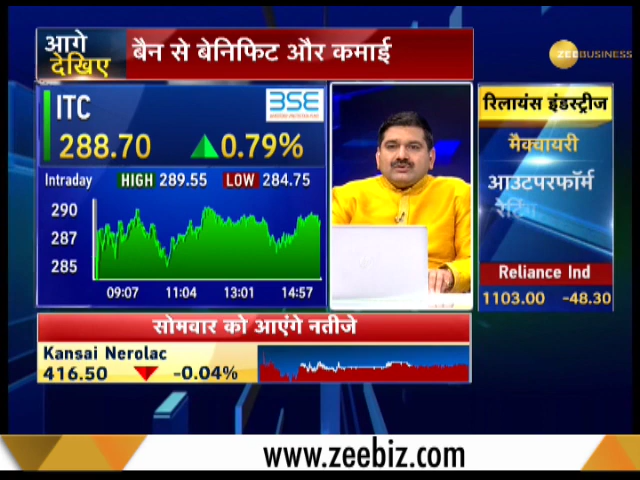 आगे
देखिए
बैन से बेनिफिट और कमाई
ZEEBUSINESS
ITC
BSE
288.70
0.79%
Intraday HIGH 289.55 LOW 284.75
290
287
285
09:07 11:04 13:01 14:57
रिलायंस इंडस्ट्रीज
मैक्वायरी
आउटपरफॉर्म
रेटिंग
Reliance Ind
1103.00 -48.30
सोमवार को आएंगे नतीजे
Kansai Nerolac
416.50 -0.04%
www.zeebiz.com